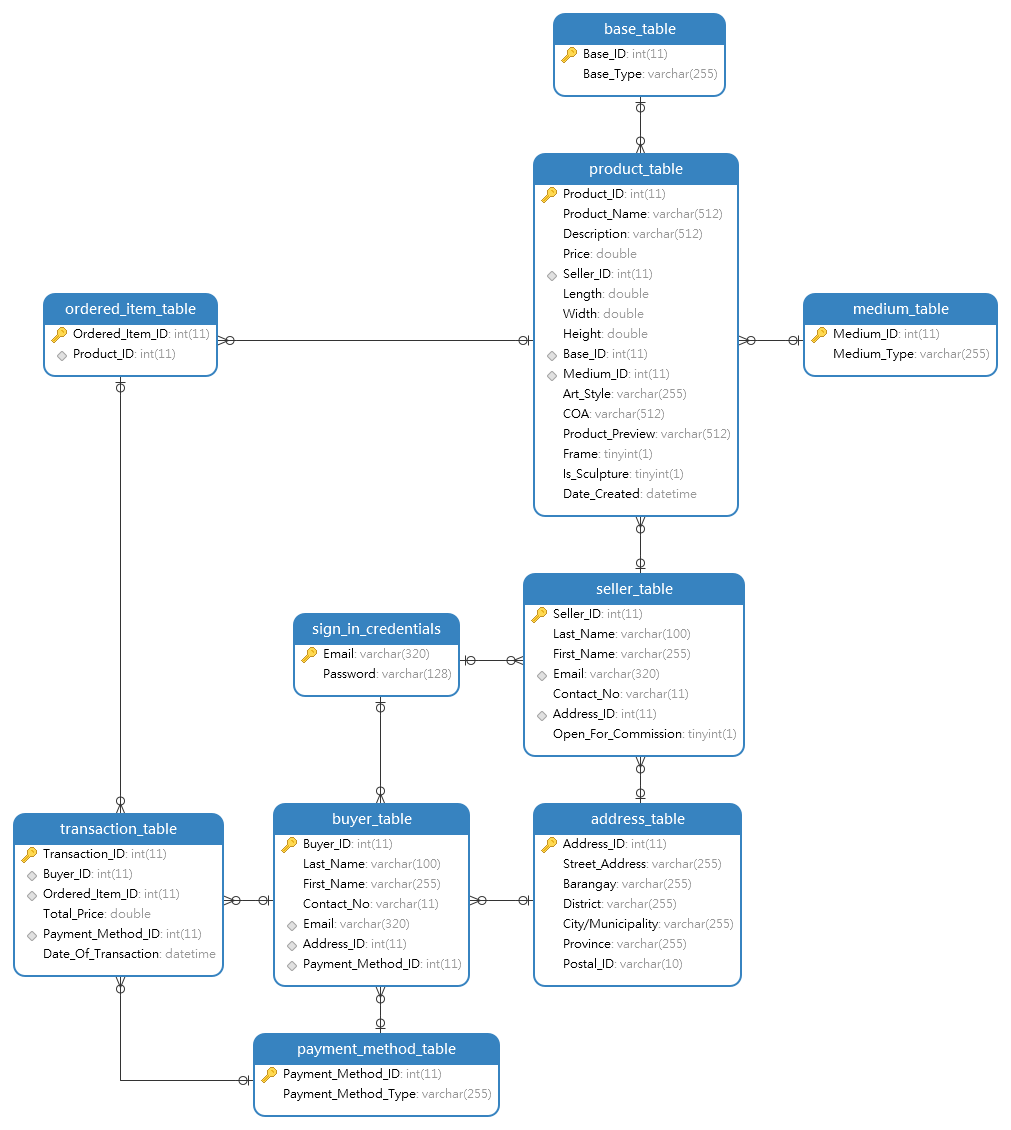 base_table
Base_ID: int(11)
Base_Type: varchar(255)
product_table
Product_ID: int(11)
Product_Name: varchar(512)
Description: varchar(512)
Price: double
Seller_ID: int(11)
Length: double
Width: double
Height: double
Base_ID: int(11)
Medium_ID: int(11)
Art_Style: varchar(255)
COA: varchar(512)
Product_Preview: varchar(512)
Frame: tinyint(1)
Is_Sculpture: tinyint(1)
Date_Created: datetime
ordered_item_table
Ordered_Item_ID: int(11)
Product_ID: int(11)
medium_table
Medium_ID: int(11)
Medium_Type: varchar(255)
seller_table
Seller_ID: int(11)
Last_Name: varchar(100)
First_Name: varchar(255)
Email: varchar(320)
Contact_No: varchar(11)
Address_ID: int(11)
Open_For_Commission: tinyint(1)
sign_in_credentials
Email: varchar(320)
Password: varchar(128)
transaction_table
Transaction_ID: int(11)
Buyer_ID: int(11)
Ordered_Item_ID: int(11)
Total_Price: double
Payment_Method_ID: int(11)
Date_Of_Transaction: datetime
buyer_table
Buyer_ID: int(11)
Last_Name: varchar(100)
First_Name: varchar(255)
Contact_No: varchar(11)
Email: varchar(320)
Address_ID: int(11)
Payment_Method_ID: int(11)
address_table
Address_ID: int(11)
Street_Address: varchar(255)
Barangay: varchar(255)
District: varchar(255)
City/Municipality: varchar(255)
Province: varchar(255)
Postal_ID: varchar(10)
payment_method_table
Payment_Method_ID: int(11)
Payment_Method_Type: varchar(255)